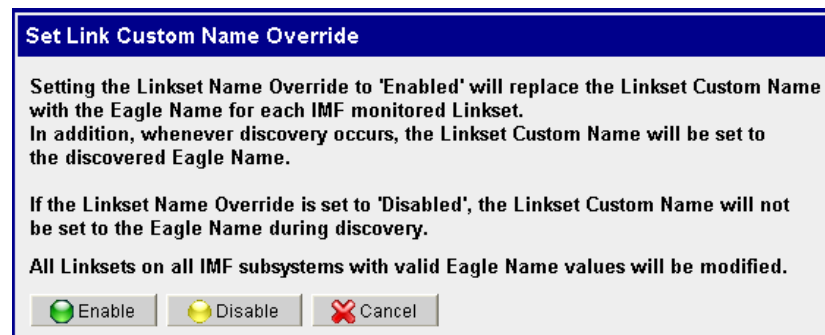 Set Link Custom Name Override
Setting the Linkset Name Override to 'Enabled' will replace the Linkset Custom Name
with the Eagle Name for each IMF monitored Linkset.
In addition, whenever discovery occurs, the Linkset Custom Name will be set to
the discovered Eagle Name.
If the Linkset Name Override is set to 'Disabled', the Linkset Custom Name will not
be set to the Eagle Name during discovery.
All Linksets on all IMF subsystems with valid Eagle Name values will be modified.
Enable Disable Cancel